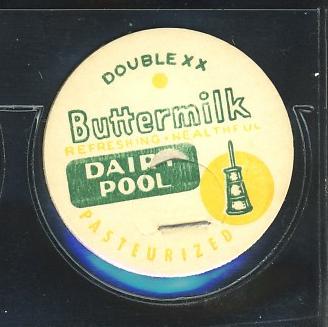 DOUBLE XX
Buttermilk
REFRESHING • HEALTHFUL
DAIRY
POOL
PASTEURIZED